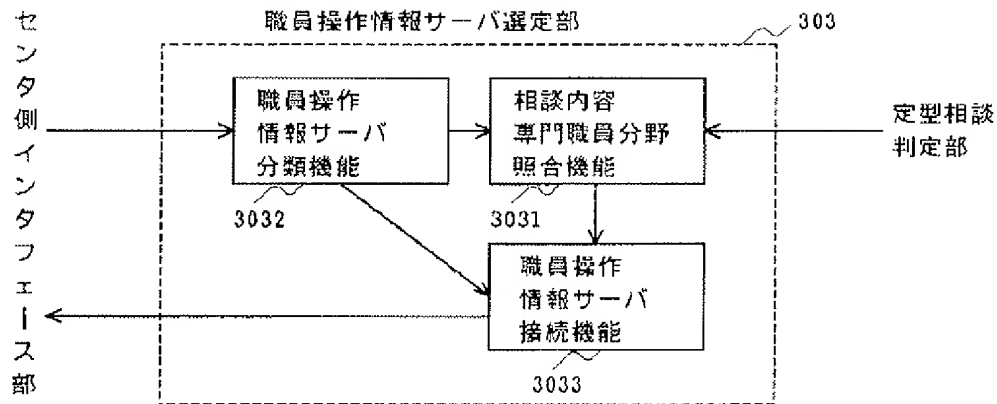 職員操作情報サーバ選定部
303
センタ側インタフェース部
職員操作
情報サーバ
分類機能
3032
相談内容
専門職員分野
照合機能
3031
定型相談
判定部
職員操作
情報サーバ
接続機能
3033